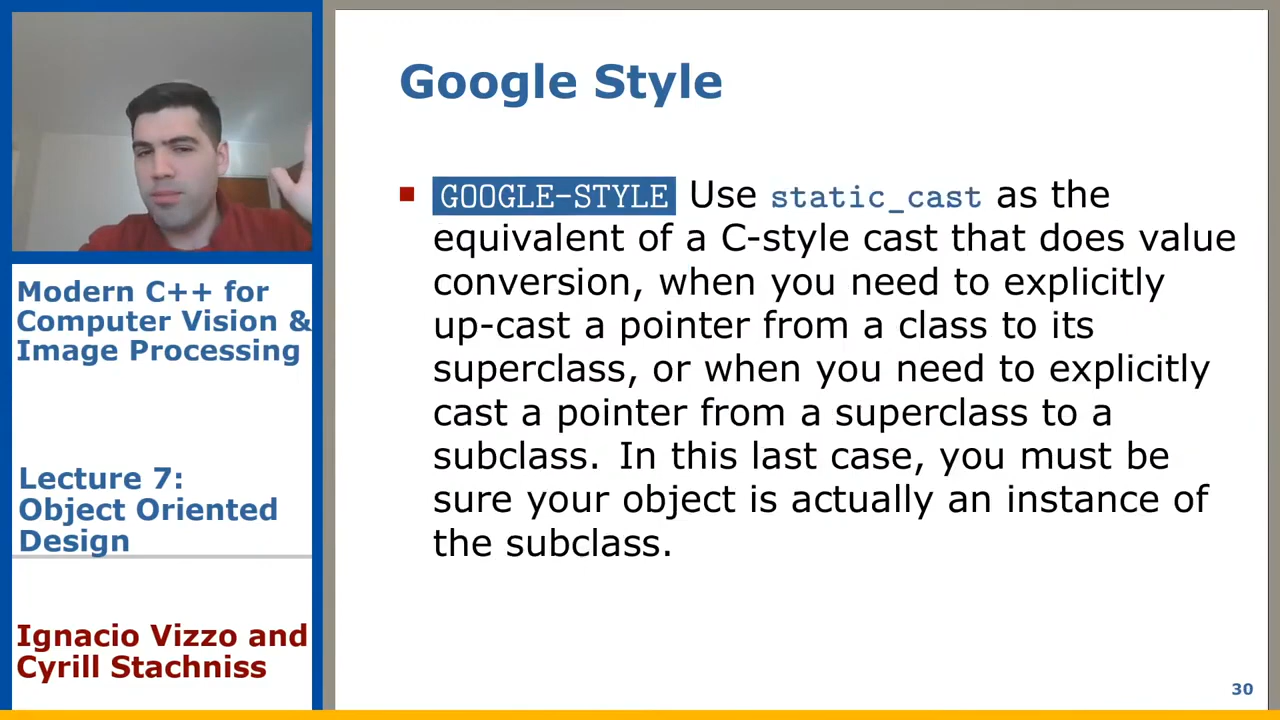 Google Style
GOOGLE-STYLE Use static_cast as the
equivalent of a C-style cast that does value
conversion, when you need to explicitly
up-cast a pointer from a class to its
superclass, or when you need to explicitly
cast a pointer from a superclass to a
subclass. In this last case, you must be
sure your object is actually an instance of
the subclass.
Modern C++ for
Computer Vision &
Image Processing
Lecture 7:
Object Oriented
Design
Ignacio Vizzo and
Cyrill Stachniss
30